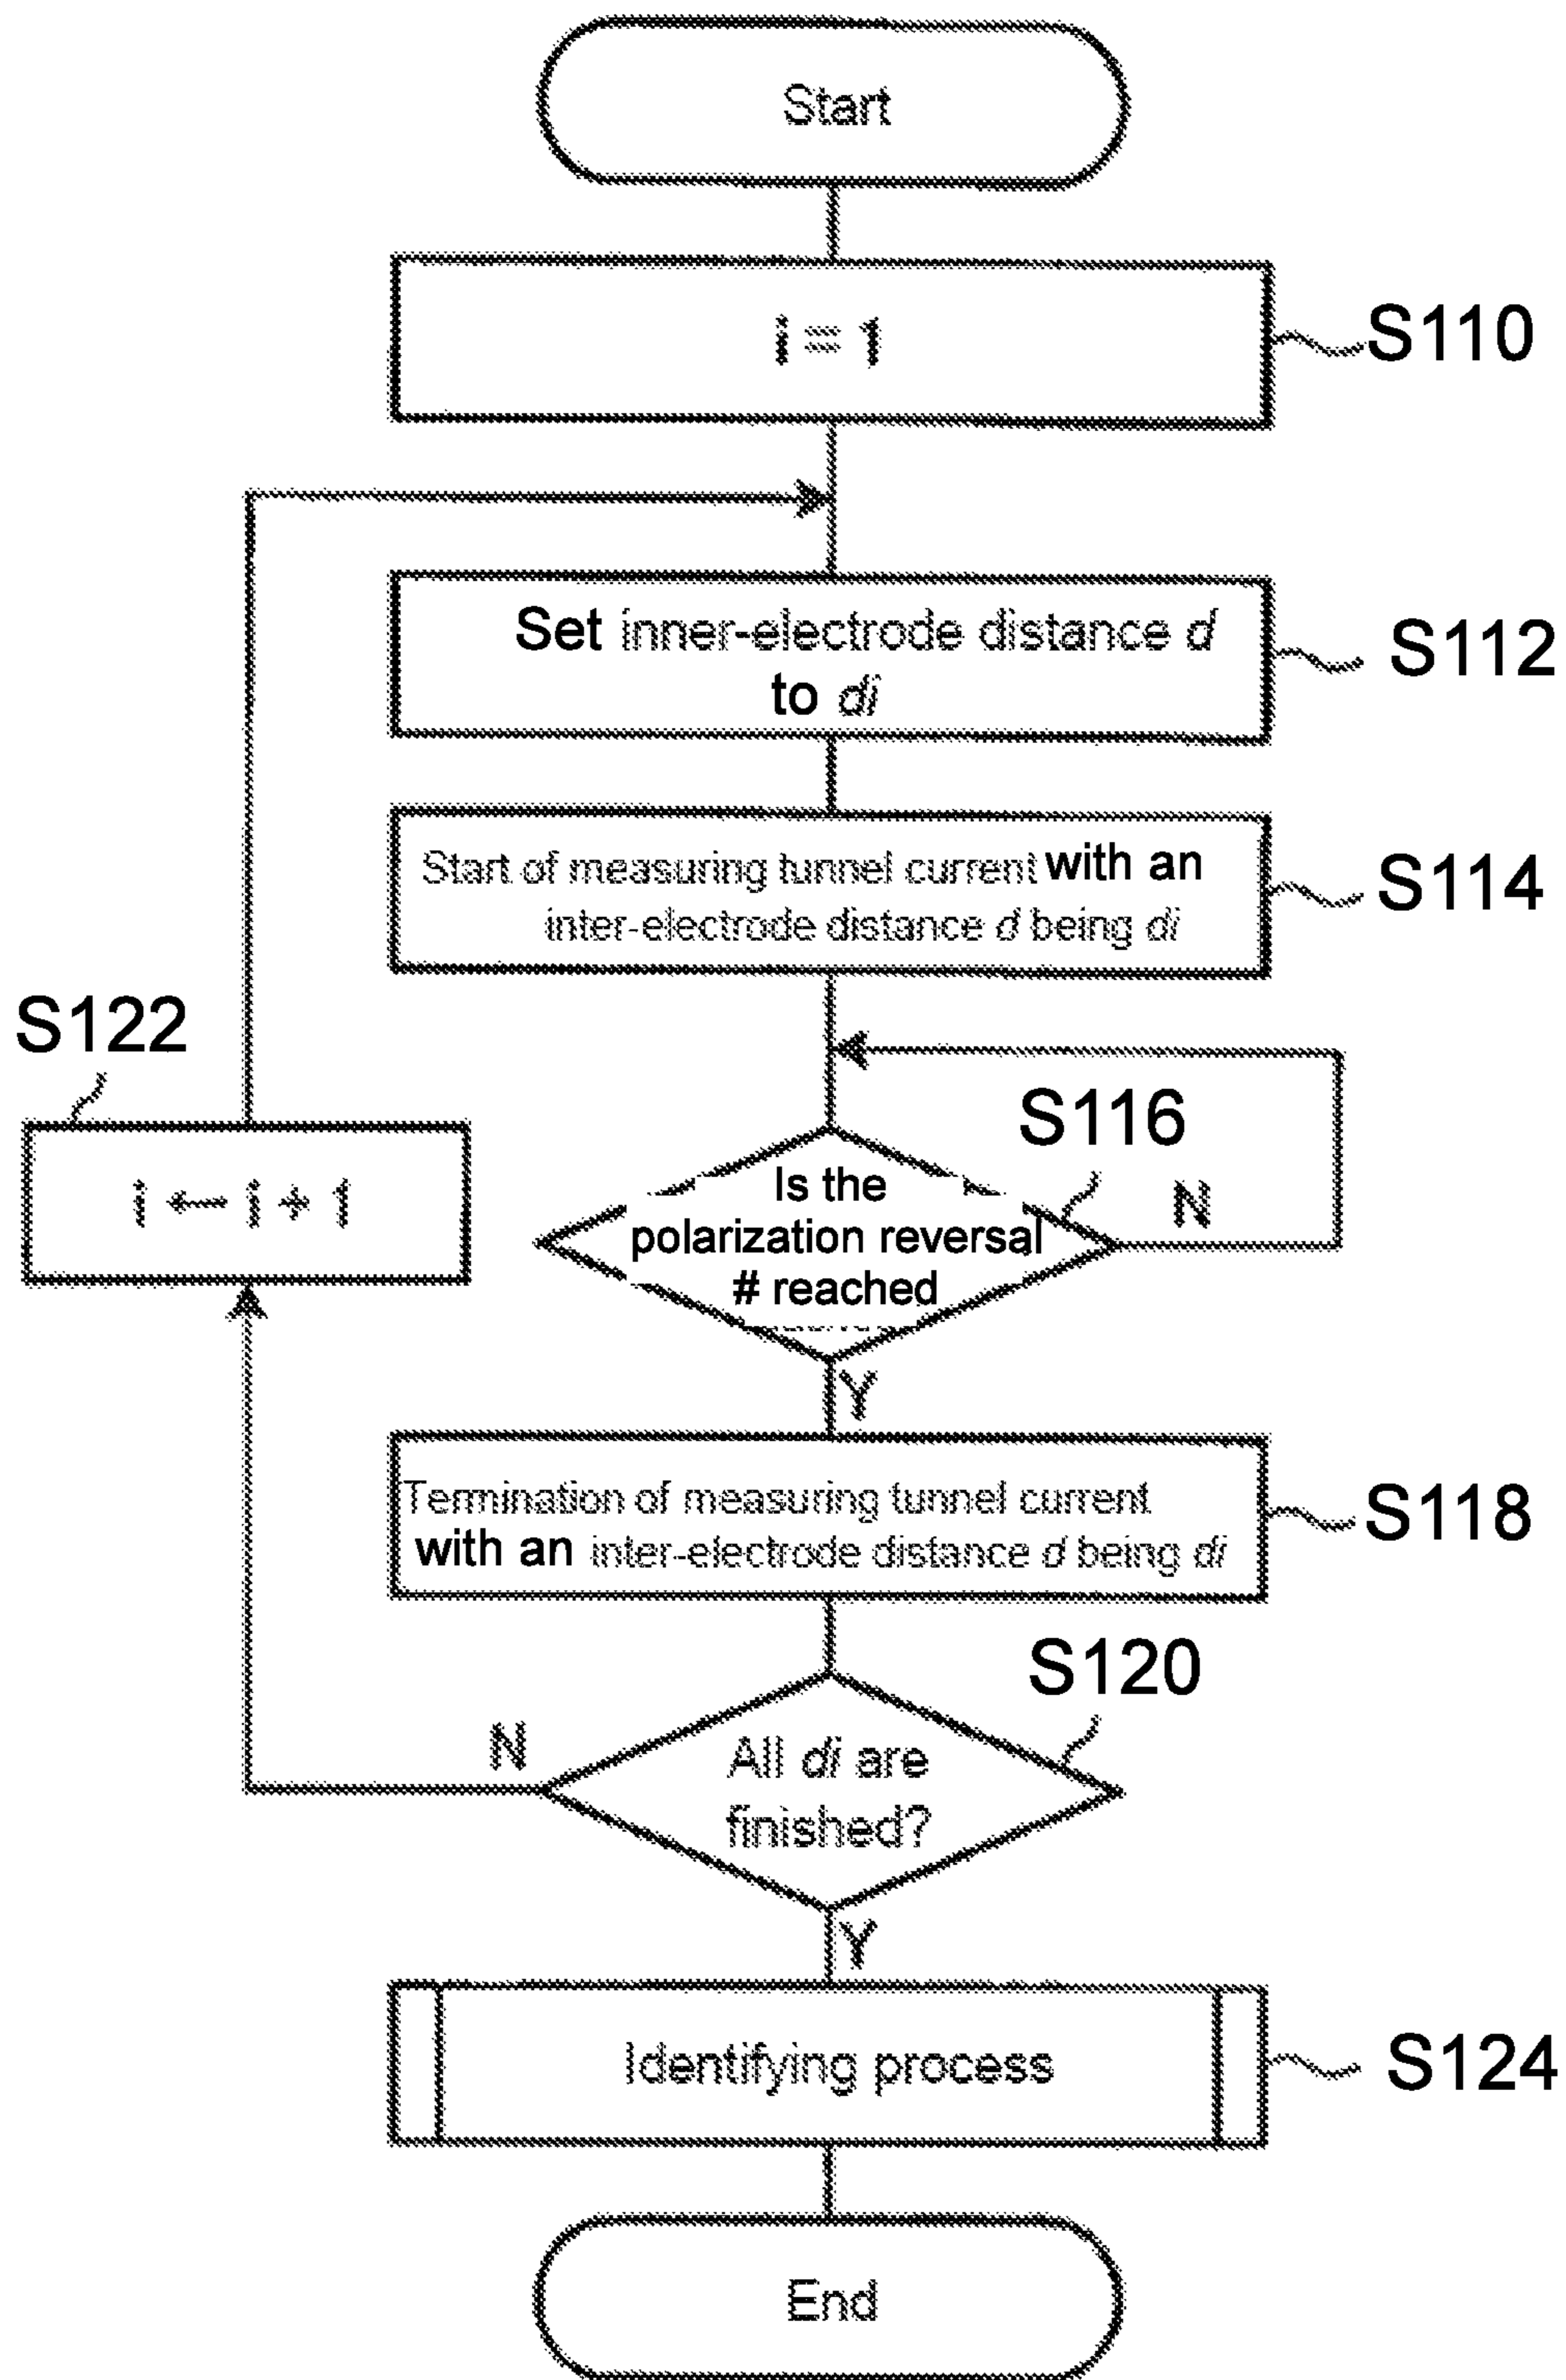 Start
i = 1
S110
Set inner-electrode distance d
to di
S112
Start of measuring tunnel current with an
inter-electrode distance d being di
S114
S122
i ← i + 1
S116
Is the
polarization reversal
# reached
N
Y
Termination of measuring tunnel current
with an inter-electrode distance d being di
S118
S120
N
All di are
finished?
Y
Identifying process
S124
End